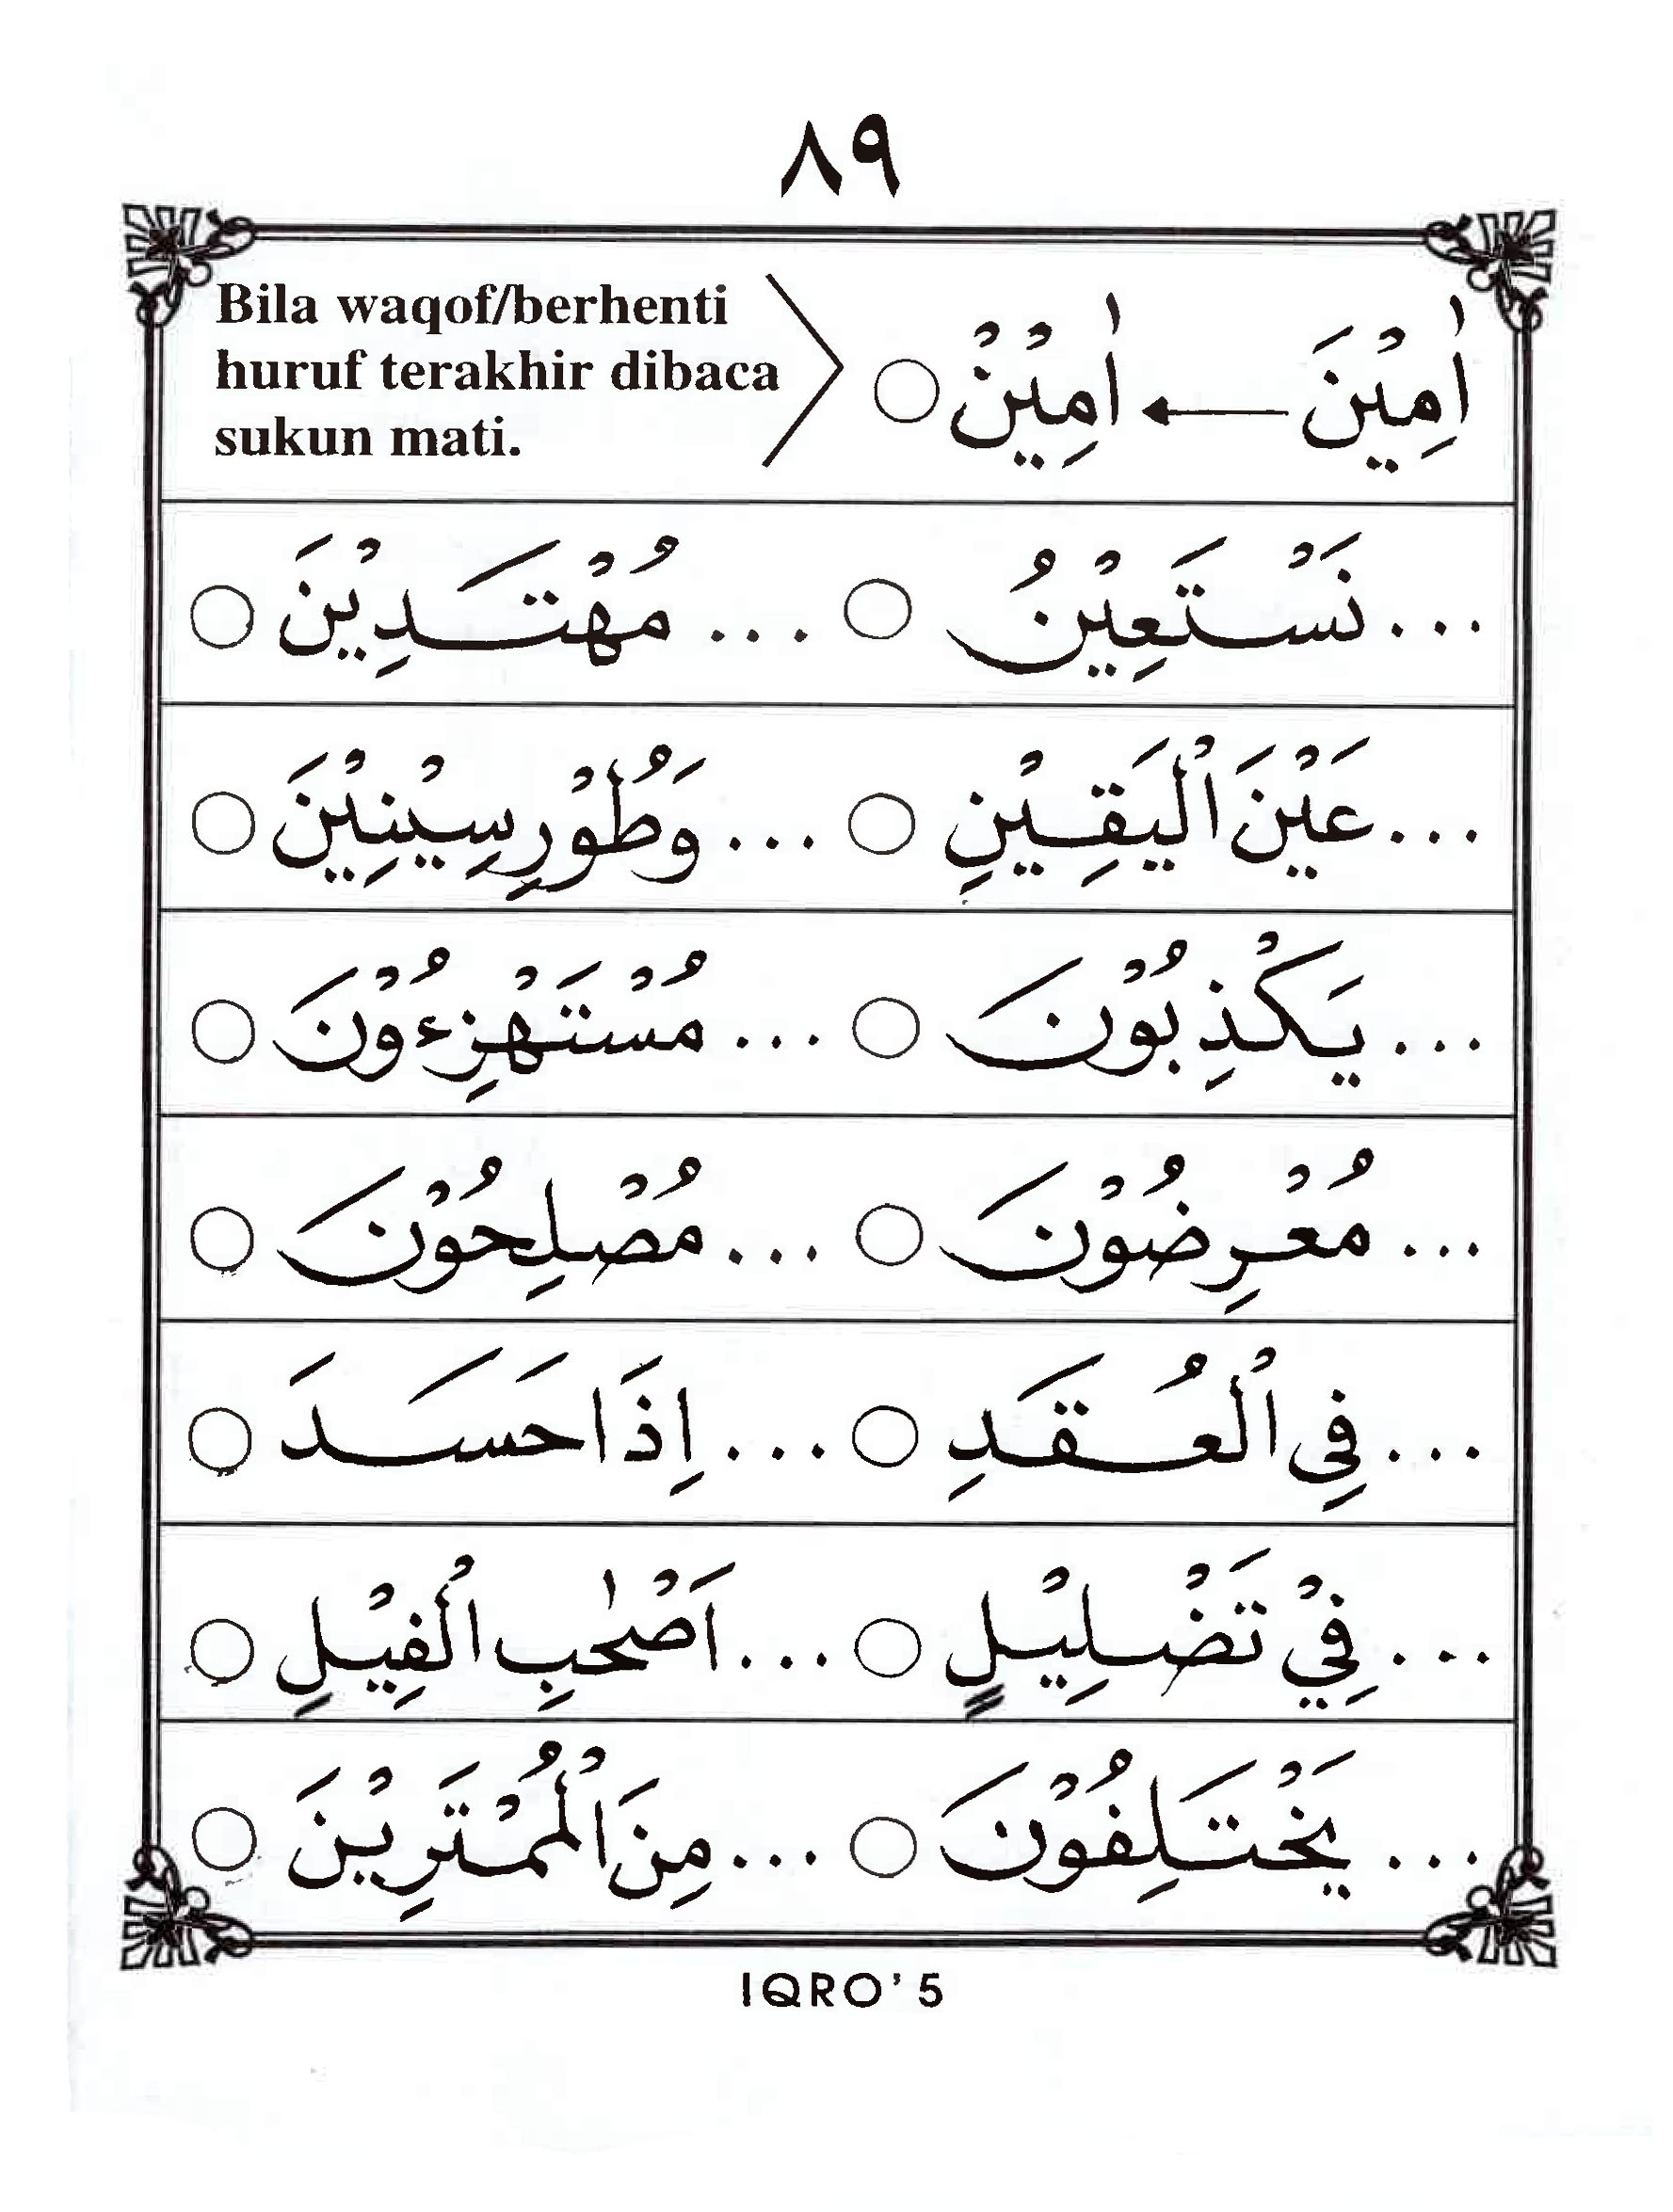 ٨٩
Bila waqof/berhenti
huruf terakhir dibaca
sukun mati.
اٰمِيْنَ ← اٰمِيْنْ ○
... نَسْتَعِيْنُ ○ ... مُهْتَدِيْنَ ○
... عَيْنَ الْيَقِيْنِ ○ ... وَطُوْرِ سِيْنِيْنَ ○
... يَكْذِبُوْنَ ○ ... مُسْتَهْزِءُوْنَ ○
... مُعْرِضُوْنَ ○ ... مُصْلِحُوْنَ ○
... فِى الْعُقَدِ ○ ... اِذَا حَسَدَ ○
... فِيْ تَضْلِيْلٍ ○ ... اَصْحٰبِ الْفِيْلِ ○
... يَخْتَلِفُوْنَ ○ ... مِنَ الْمُمْتَرِيْنَ ○
IQRO' 5